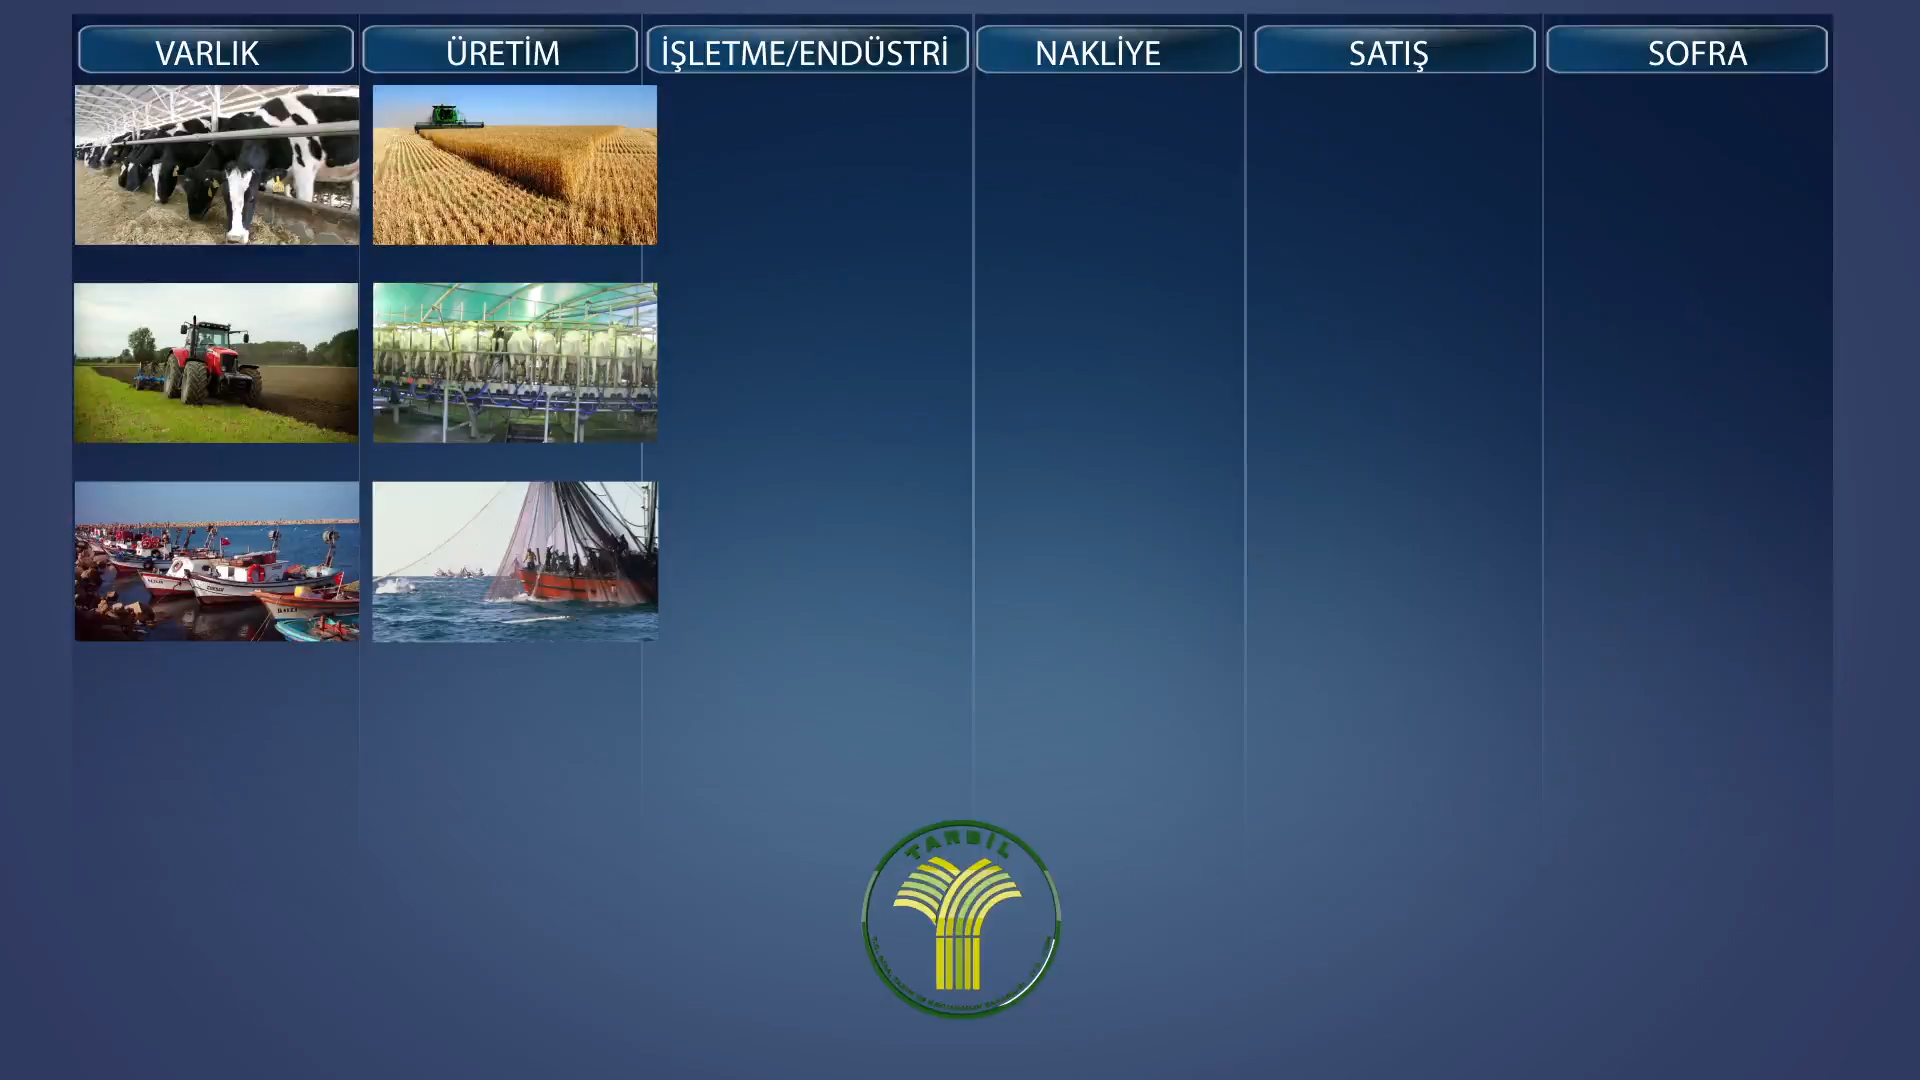 VARLIK
ÜRETİM
İŞLETME/ENDÜSTRİ
NAKLİYE
SATIŞ
SOFRA
TARBİL